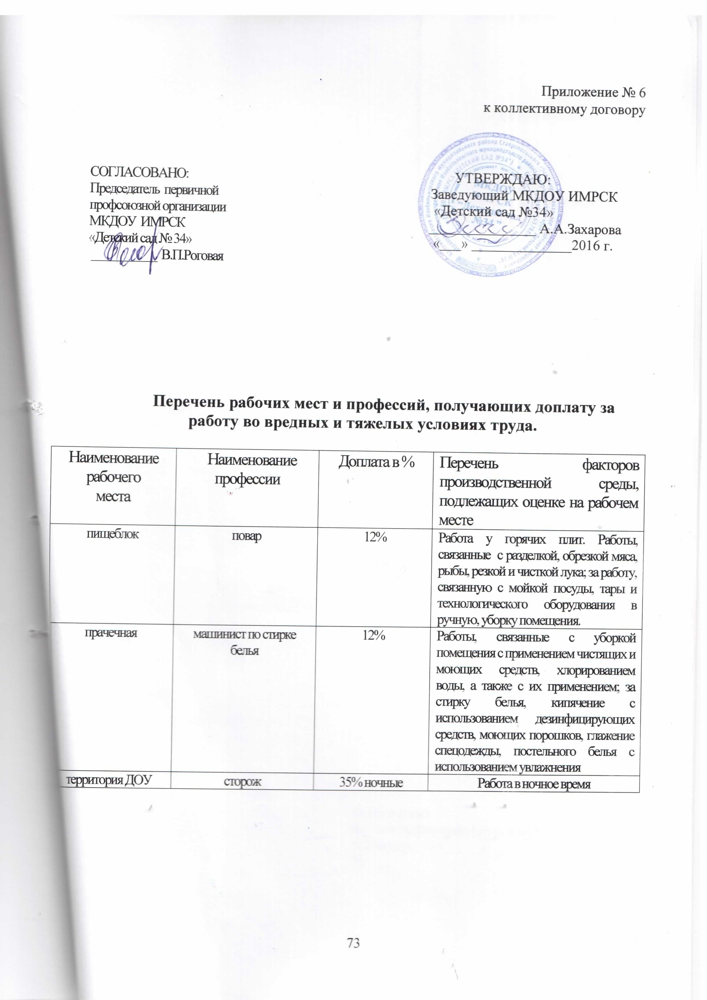 Приложение № 6
к коллективному договору
СОГЛАСОВАНО:
Председатель первичной
профсоюзной организации
МКДОУ ИМРСК
«Детский сад № 34»
В.П.Роговая
УТВЕРЖДАЮ:
Заведующий МКДОУ ИМРСК
«Детский сад №34»
А.А.Захарова
«___» ______________2016 г.
МКДОУ
ИМРСК
"Детский сад
№34"
Перечень рабочих мест и профессий, получающих доплату за
работу во вредных и тяжелых условиях труда.
Наименование
рабочего
места
Наименование
профессии
Доплата в %
Перечень факторов
производственной среды,
подлежащих оценке на рабочем
месте
пищеблок
повар
12%
Работа у горячих плит. Работы,
связанные с разделкой, обрезкой мяса,
рыбы, резкой и чисткой лука; за работу,
связанную с мойкой посуды, тары и
технологического оборудования в
ручную, уборку помещения.
прачечная
машинист по стирке
белья
12%
Работы, связанные с уборкой
помещения с применением чистящих и
моющих средств, хлорированием
воды, а также с их применением; за
стирку белья, кипячение с
использованием дезинфицирующих
средств, моющих порошков, глажение
спецодежды, постельного белья с
использованием увлажнения
территория ДОУ
сторож
35% ночные
Работа в ночное время
73